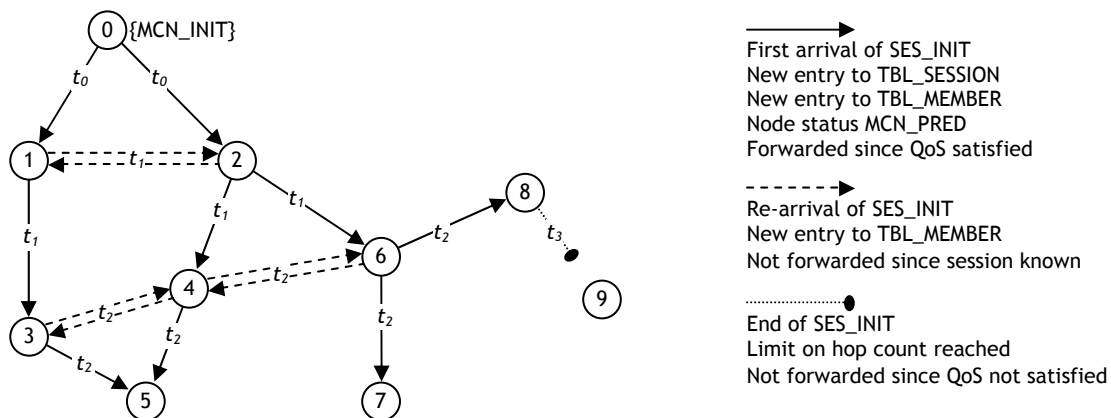 0 {MCN_INIT}
t0 t0
1 t1 2
8
t1 t1 t1 t2 t3
6
4 t2 9
3 t2 t2 t2
t2
5 7
First arrival of SES_INIT
New entry to TBL_SESSION
New entry to TBL_MEMBER
Node status MCN_PRED
Forwarded since QoS satisfied
Re-arrival of SES_INIT
New entry to TBL_MEMBER
Not forwarded since session known
End of SES_INIT
Limit on hop count reached
Not forwarded since QoS not satisfied